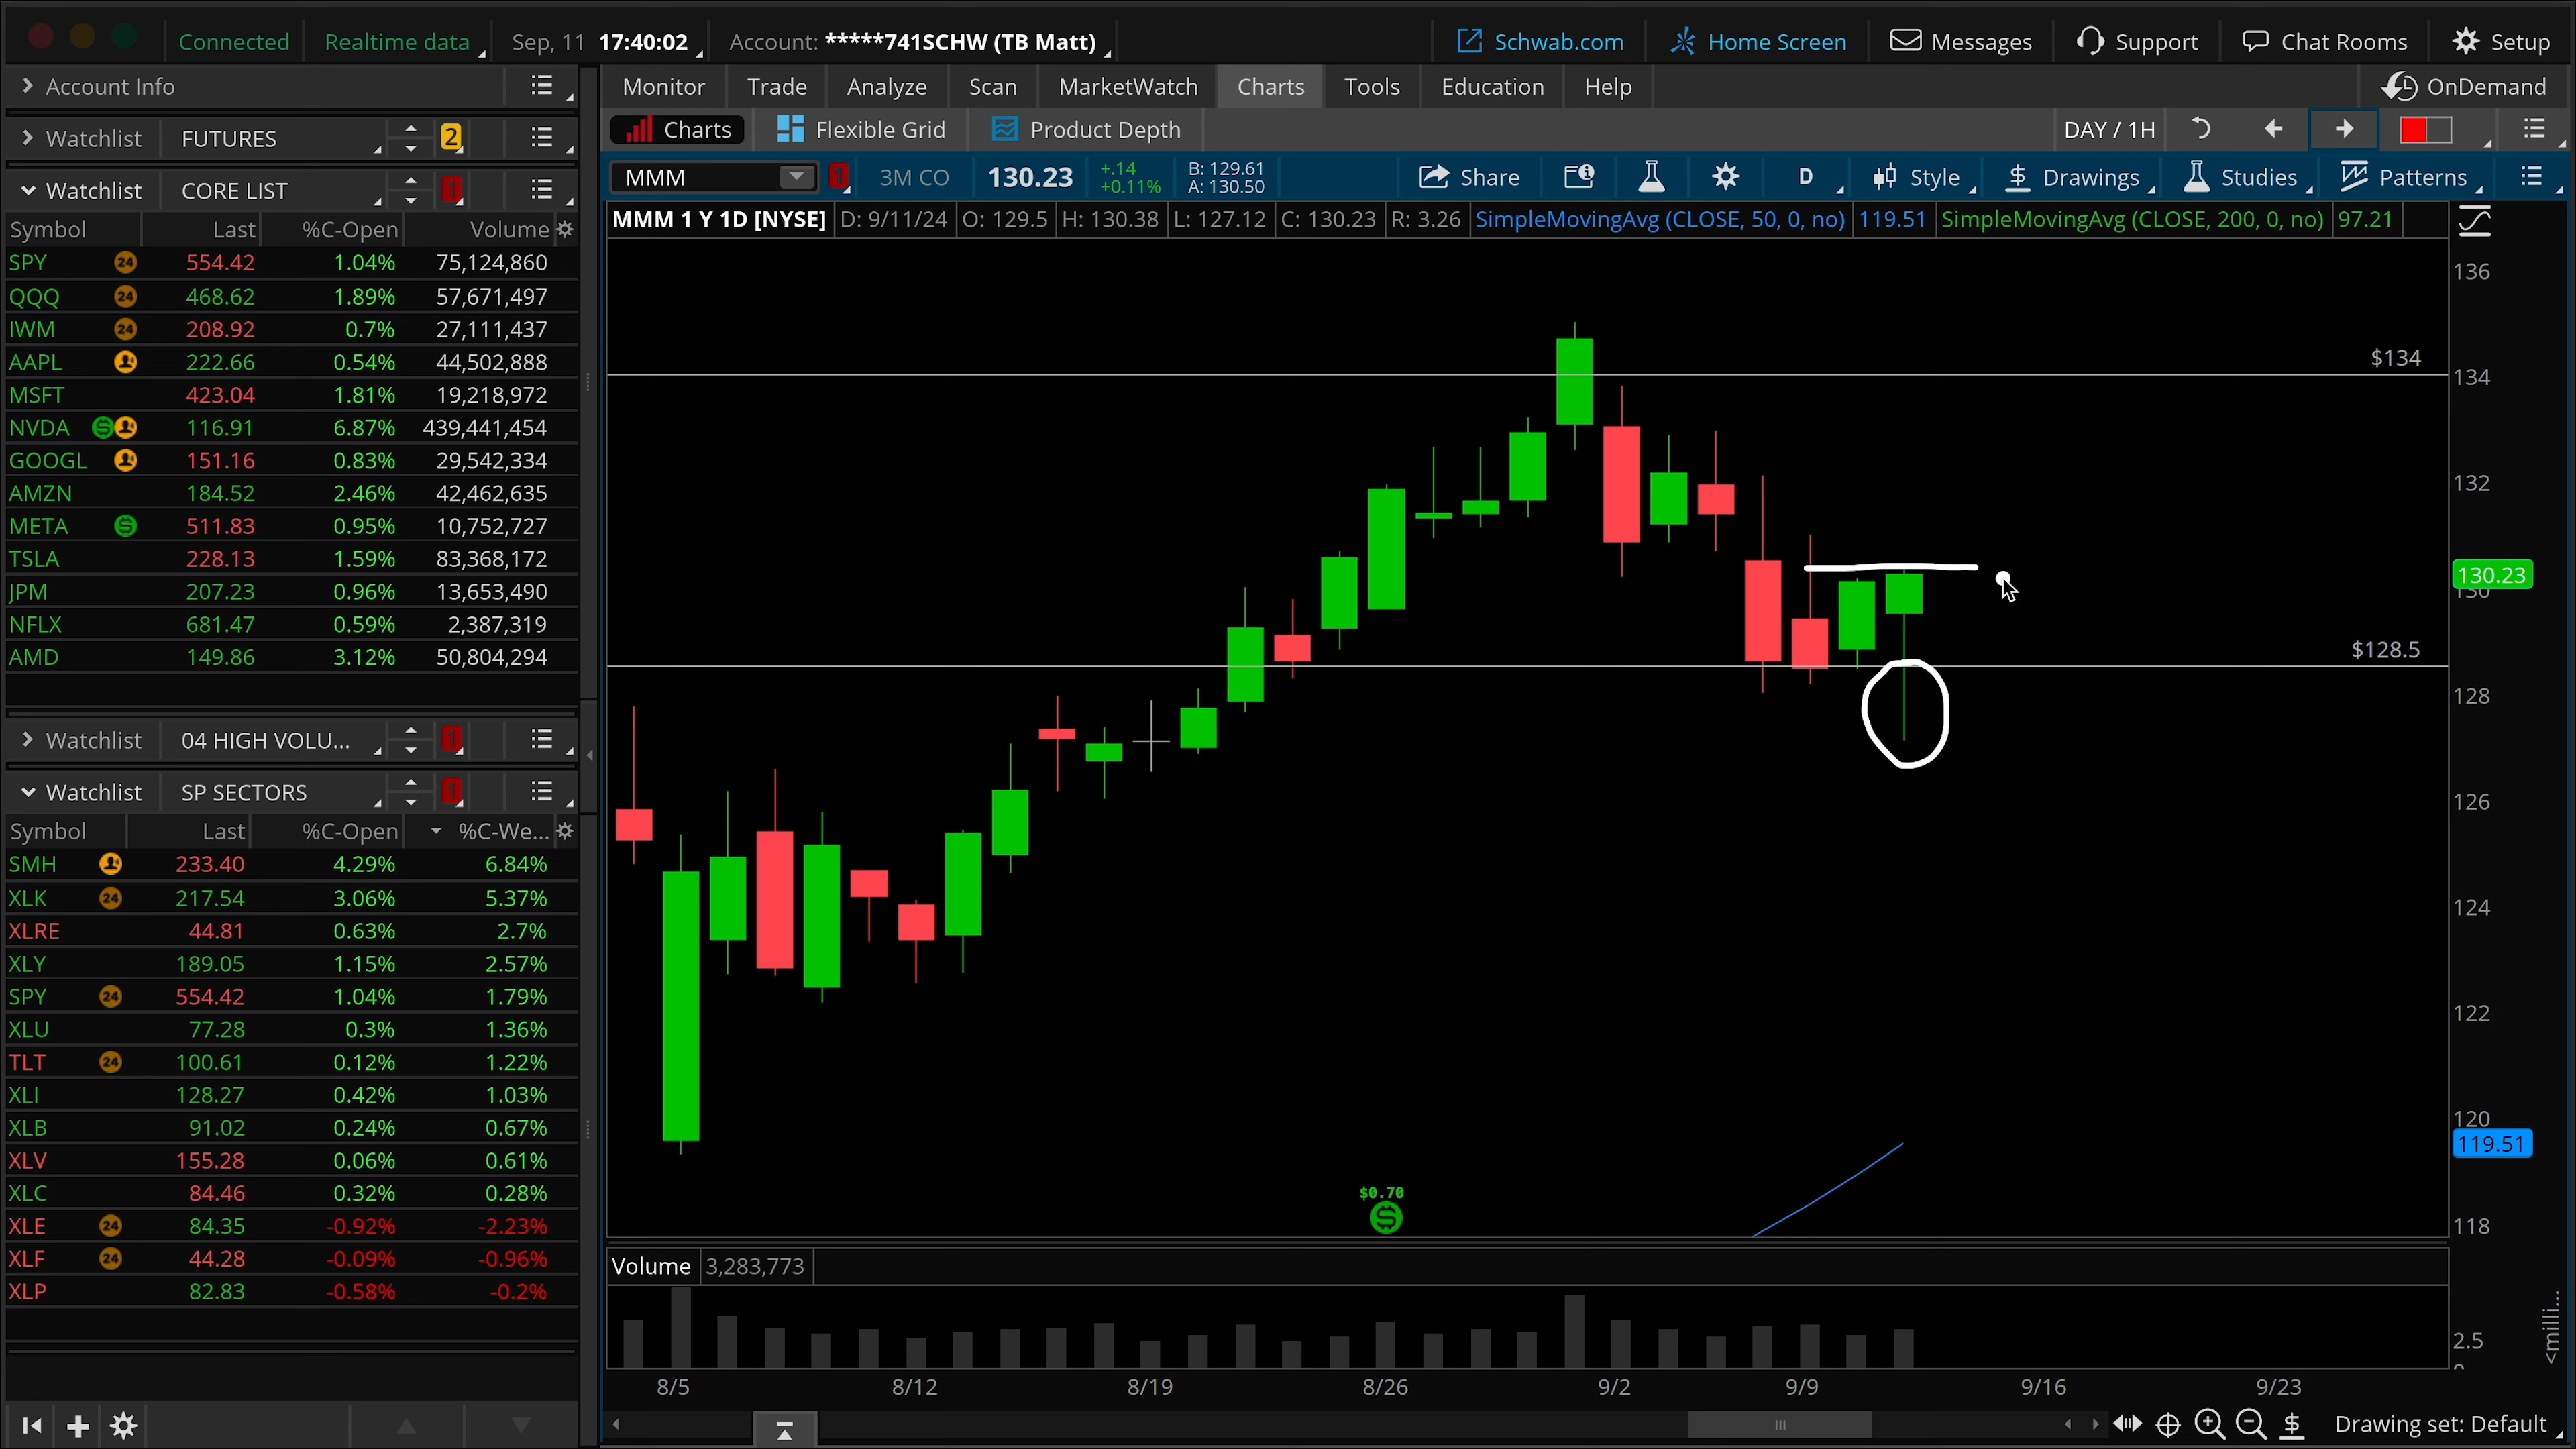 Connected Realtime data Sep, 11 17:40:02 Account: *****741SCHW (TB Matt) Schwab.com Home Screen Messages Support Chat Rooms Setup
Account Info
Monitor Trade Analyze Scan MarketWatch Charts Tools Education Help OnDemand
Watchlist FUTURES 2
Charts Flexible Grid Product Depth DAY / 1H
Watchlist CORE LIST 1
MMM 1 3M CO 130.23 +.14 +0.11% B: 129.61 A: 130.50 Share 1 D Style Drawings Studies Patterns
MMM 1 Y 1D [NYSE] D: 9/11/24 O: 129.5 H: 130.38 L: 127.12 C: 130.23 R: 3.26 SimpleMovingAvg (CLOSE, 50, 0, no) 119.51 SimpleMovingAvg (CLOSE, 200, 0, no) 97.21
Symbol Last %C-Open Volume
SPY 24 554.42 1.04% 75,124,860
QQQ 24 468.62 1.89% 57,671,497
IWM 24 208.92 0.7% 27,111,437
AAPL 222.66 0.54% 44,502,888
MSFT 423.04 1.81% 19,218,972
NVDA 116.91 6.87% 439,441,454
GOOGL 151.16 0.83% 29,542,334
AMZN 184.52 2.46% 42,462,635
META 511.83 0.95% 10,752,727
TSLA 228.13 1.59% 83,368,172
JPM 207.23 0.96% 13,653,490
NFLX 681.47 0.59% 2,387,319
AMD 149.86 3.12% 50,804,294
Watchlist 04 HIGH VOLU... 1
Watchlist SP SECTORS 1
Symbol Last %C-Open %C-We...
SMH 233.40 4.29% 6.84%
XLK 24 217.54 3.06% 5.37%
XLRE 44.81 0.63% 2.7%
XLY 189.05 1.15% 2.57%
SPY 24 554.42 1.04% 1.79%
XLU 77.28 0.3% 1.36%
TLT 24 100.61 0.12% 1.22%
XLI 128.27 0.42% 1.03%
XLB 91.02 0.24% 0.67%
XLV 155.28 0.06% 0.61%
XLC 84.46 0.32% 0.28%
XLE 24 84.35 -0.92% -2.23%
XLF 24 44.28 -0.09% -0.96%
XLP 82.83 -0.58% -0.2%
136
$134
134
132
130.23
130
$128.5
128
126
124
122
120
119.51
118
$0.70
Volume 3,283,773
2.5
<milli...
8/5 8/12 8/19 8/26 9/2 9/9 9/16 9/23
Drawing set: Default